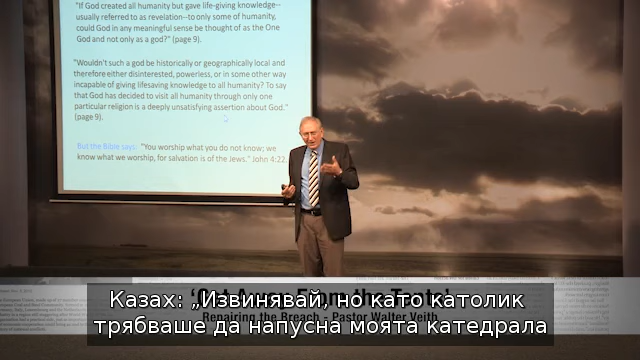 "If God created all humanity but gave life-giving knowledge--
usually referred to as revelation--to only some of humanity,
could God in any meaningful sense be thought of as the One
God and not only as a god?" (page 9).
"Wouldn't such a god be historically or geographically local and
therefore either disinterested, powerless, or in some other way
incapable of giving lifesaving knowledge to all humanity? To say
that God has decided to visit all humanity through only one
particular religion is a deeply unsatisfying assertion about God."
(page 9).
But the Bible says: "You worship what you do not know; we
know what we worship, for salvation is of the Jews." John 4:22.
Repairing the Breach - Pastor Walter Veith
Казах: „Извинявай, но като католик
трябваше да напусна моята катедрала